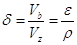 δ = V_b / V_z = ε / ρ